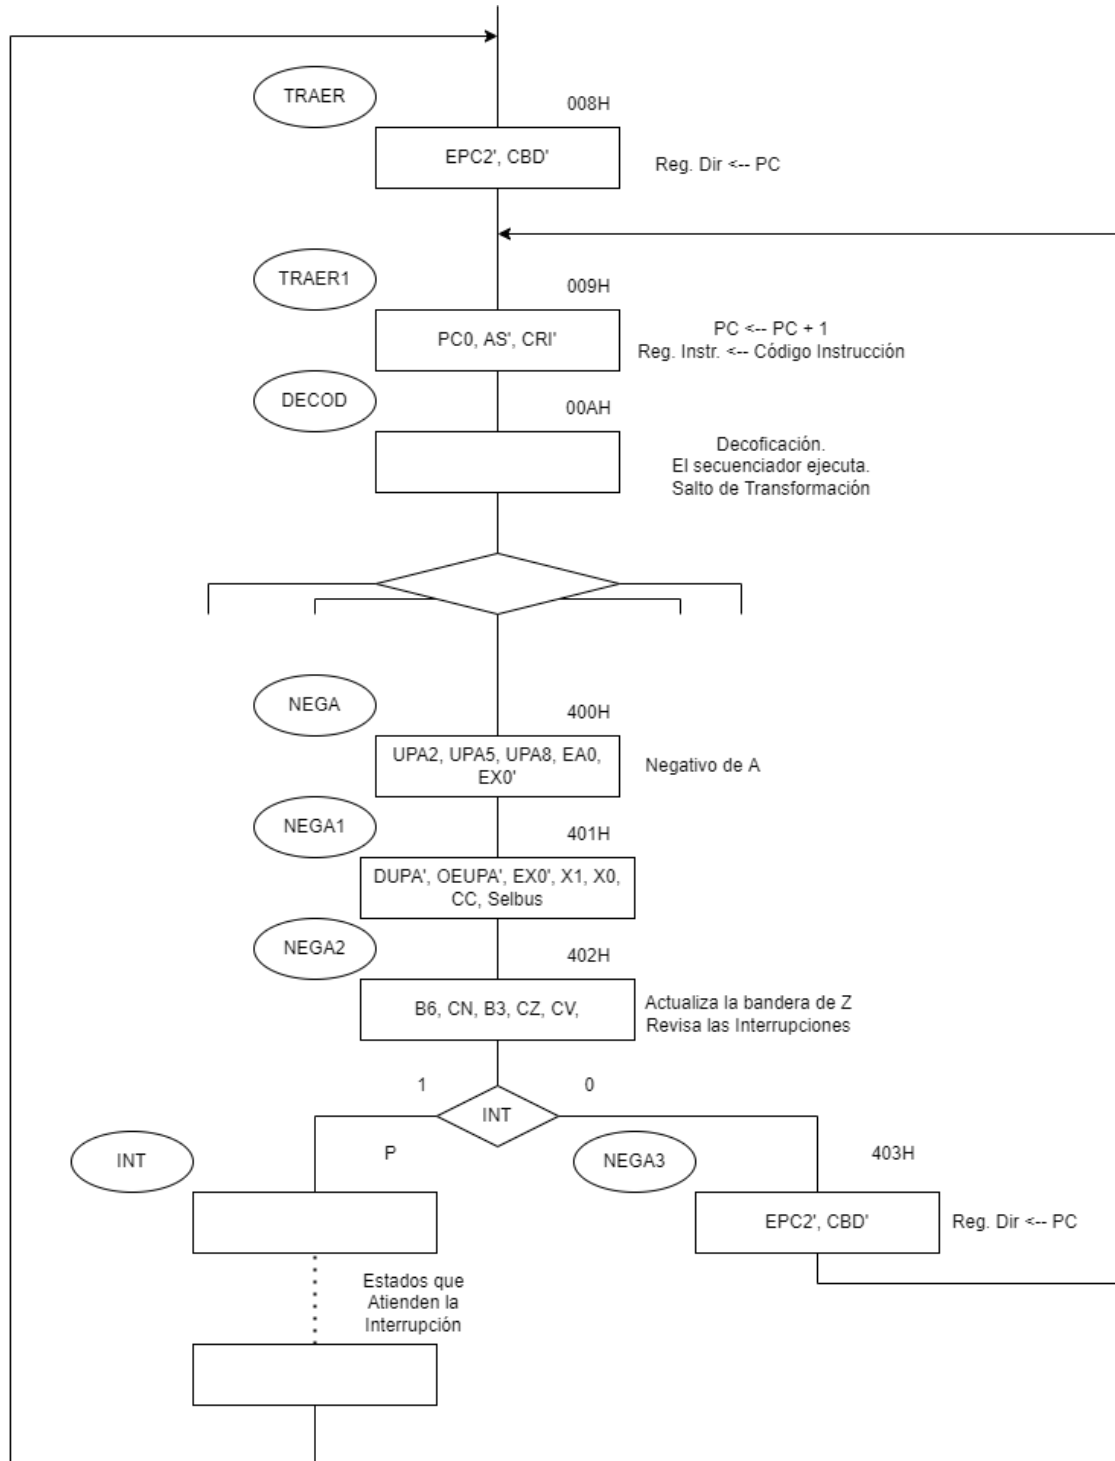 TRAER
008H
EPC2', CBD'
Reg. Dir <-- PC
TRAER1
009H
PC0, AS', CRI'
PC <-- PC + 1
Reg. Instr. <-- Código Instrucción
DECOD
00AH
Decoficación.
El secuenciador ejecuta.
Salto de Transformación
NEGA
400H
UPA2, UPA5, UPA8, EA0,
EX0'
Negativo de A
NEGA1
401H
DUPA', OEUPA', EX0', X1, X0,
CC, Selbus
NEGA2
402H
B6, CN, B3, CZ, CV,
Actualiza la bandera de Z
Revisa las Interrupciones
1
0
INT
INT
P
NEGA3
403H
EPC2', CBD'
Reg. Dir <-- PC
Estados que
Atienden la
Interrupción